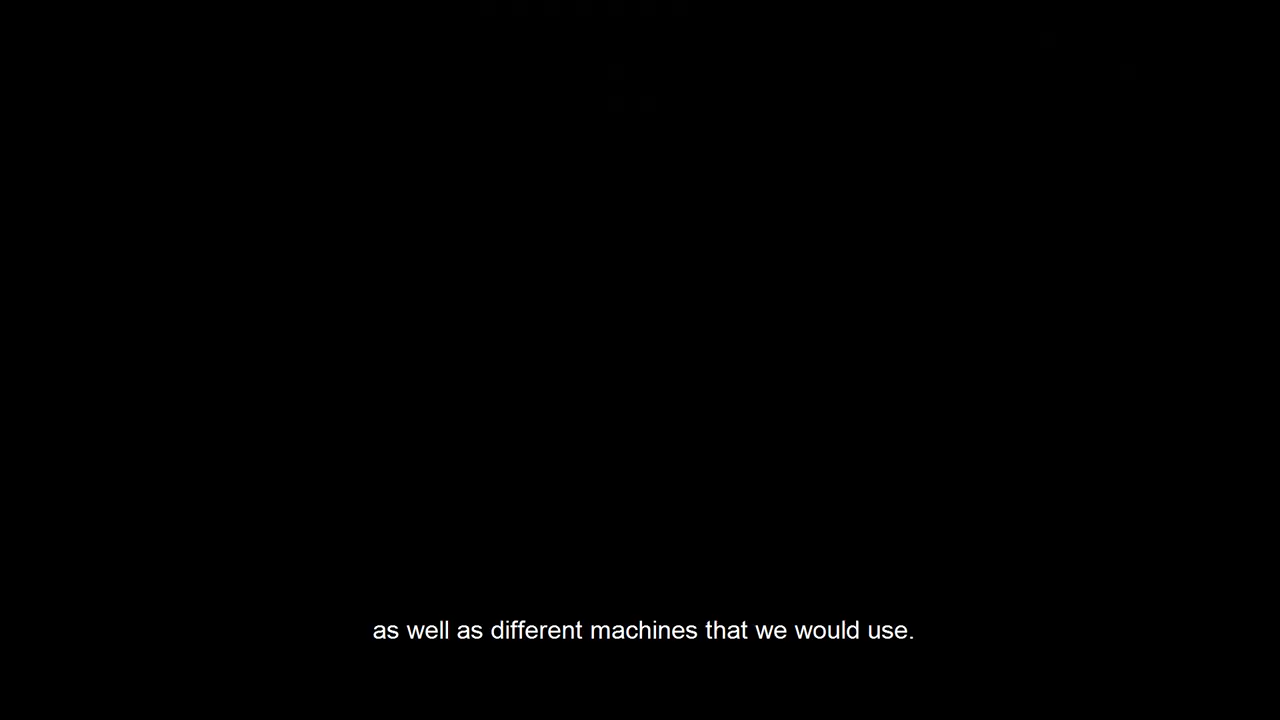 as well as different machines that we would use.